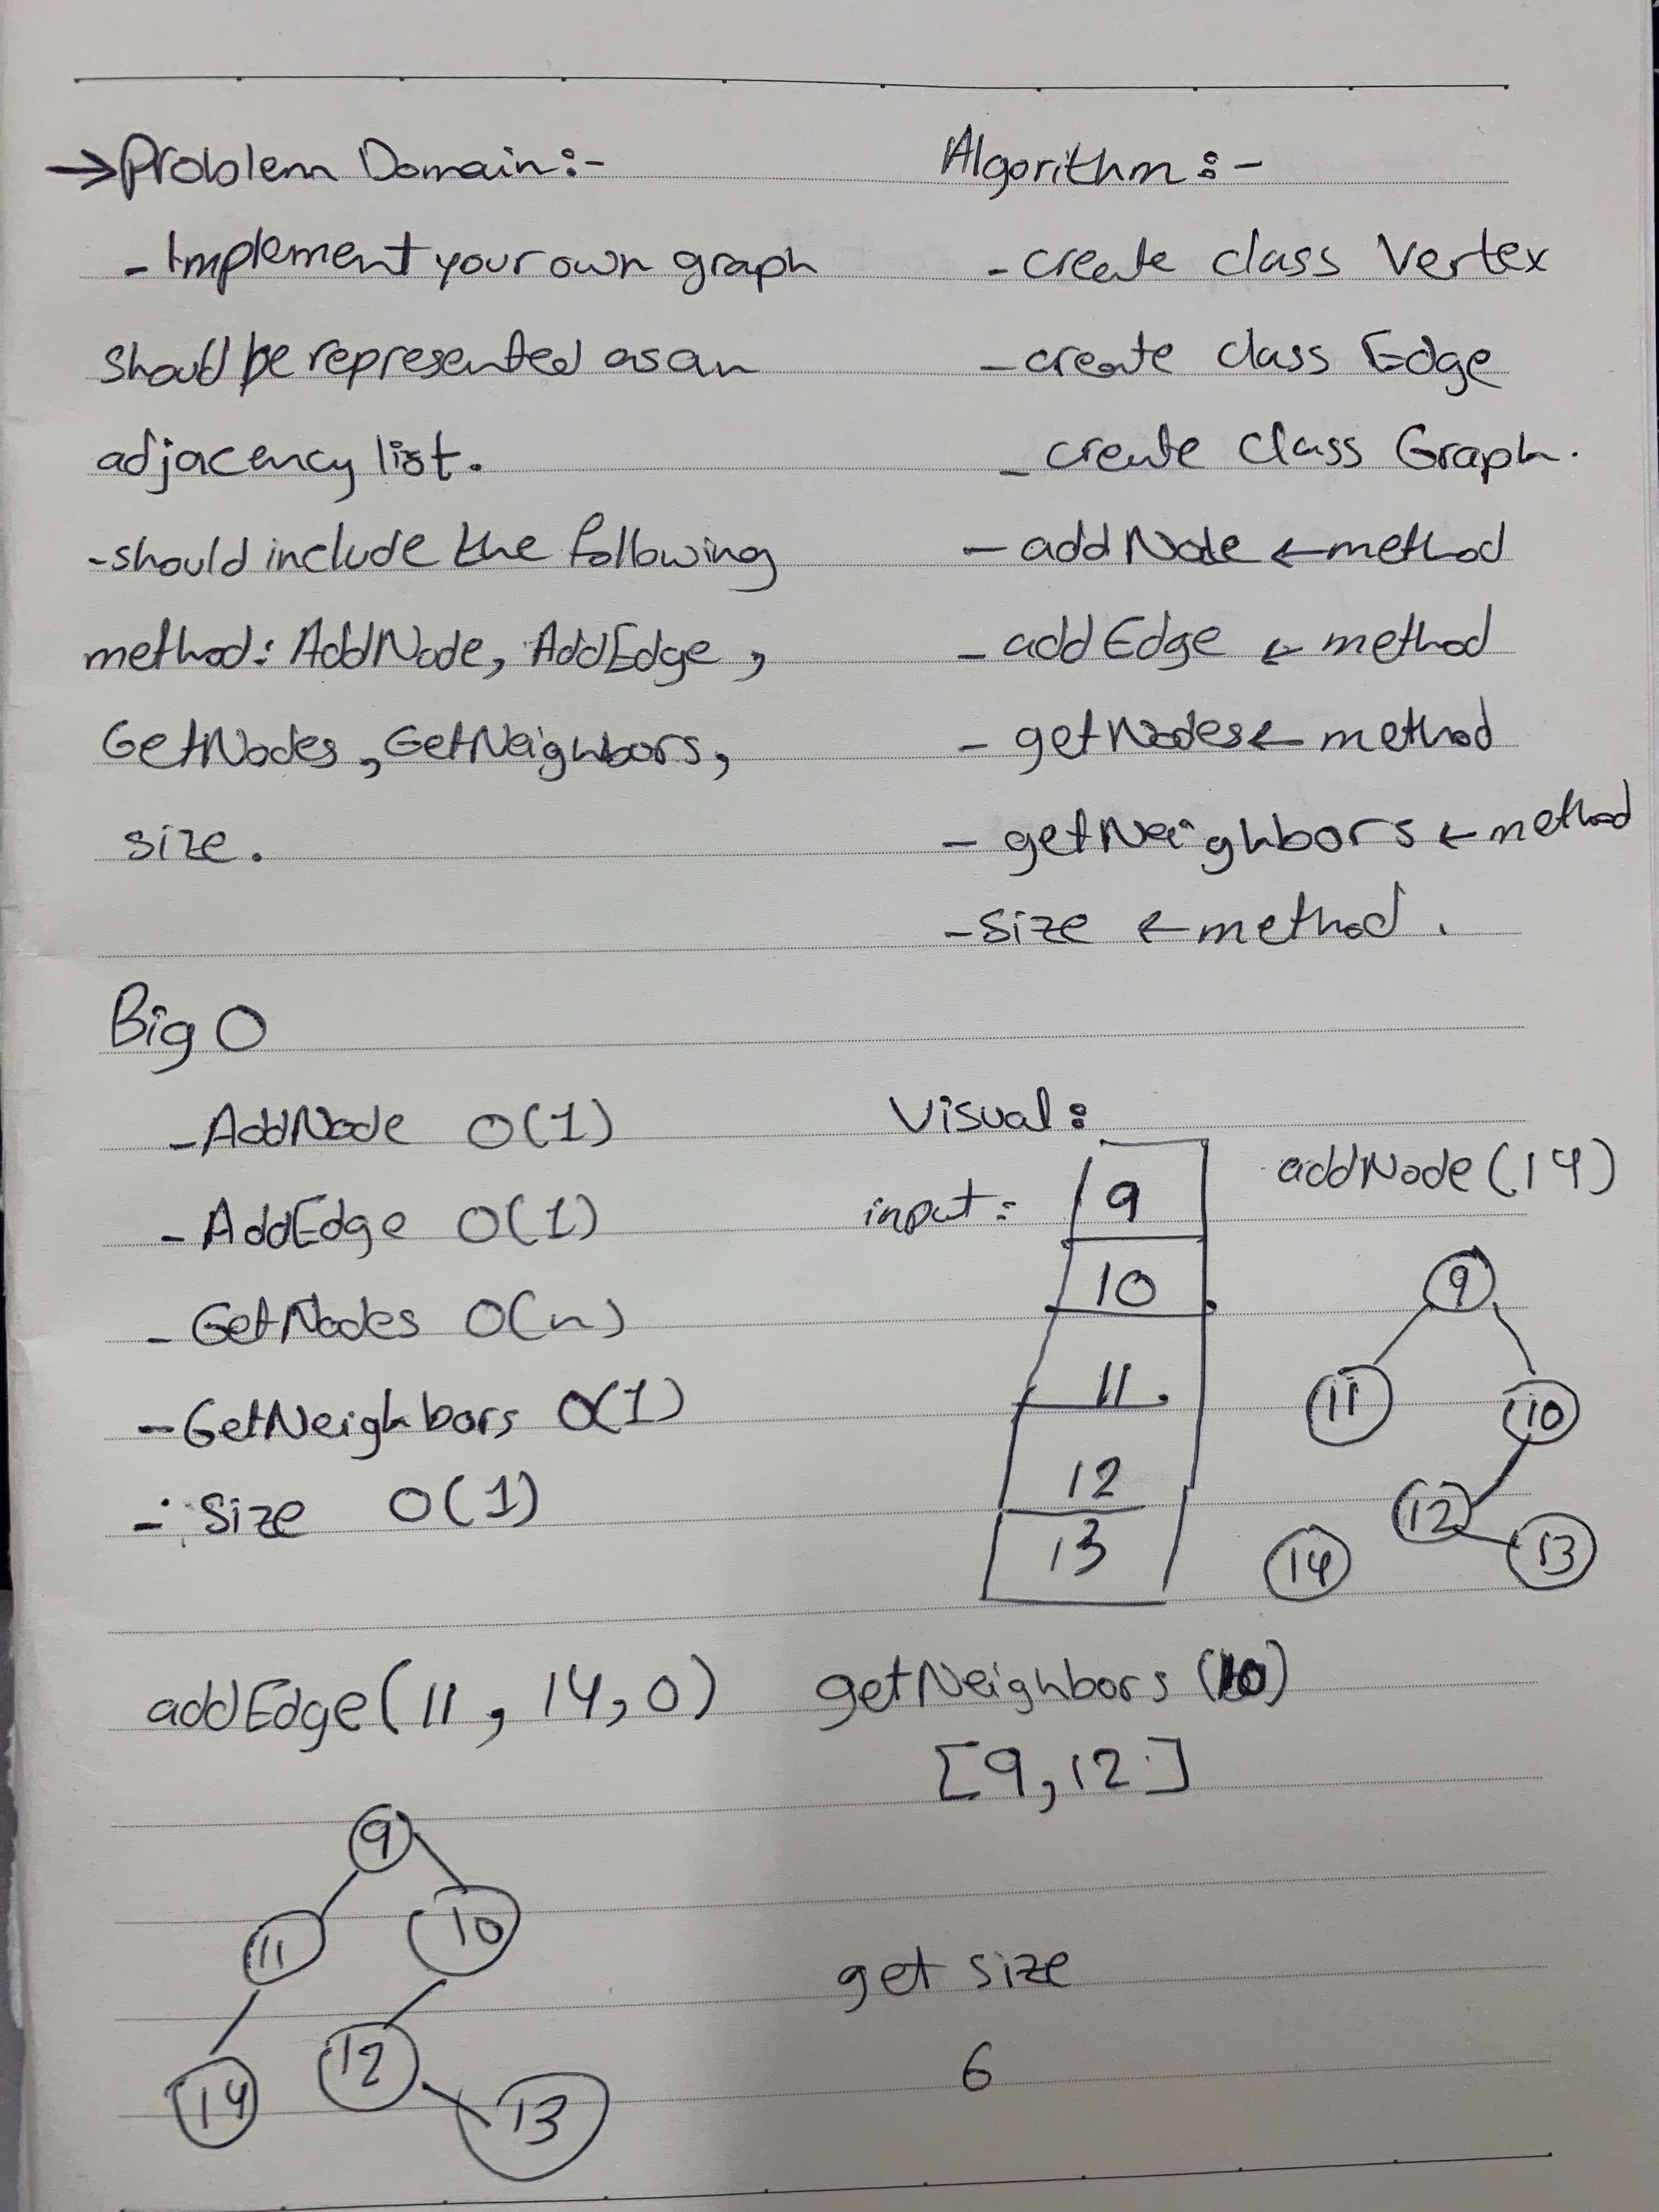 →Problem Domain:-
- Implement your own graph
should be represented as an
adjacency list.
-should include the following
method: AddNode, AddEdge,
GetNodes, GetNeighbors,
size.
Algorithm:-
- create class Vertex
- create class Edge
- create class Graph.
- addNode ← method
- addEdge ← method
- getNodes ← method
- getNeighbors ← method
- size ← method.
Big O
- AddNode O(1)
- AddEdge O(1)
- GetNodes O(n)
- GetNeighbors O(1)
- Size O(1)
Visual:
input:
9
10
11
12
13
addNode(14)
9
11
10
12
14
13
addEdge(11, 14, 0)
9
11
10
14
12
13
getNeighbors (10)
[9, 12]
get size
6